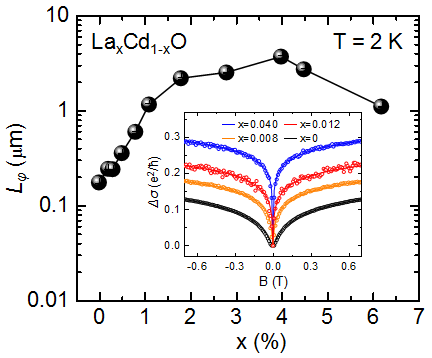 LaₓCd₁₋ₓO
T = 2 K
10
1
0.1
0.01
Lφ (μm)
0 1 2 3 4 5 6 7
x (%)
x=0.040 x=0.012
x=0.008 x=0
0.3
0.2
0.1
0.0
Δσ (e²/ℏ)
-0.6 -0.3 0.0 0.3 0.6
B (T)